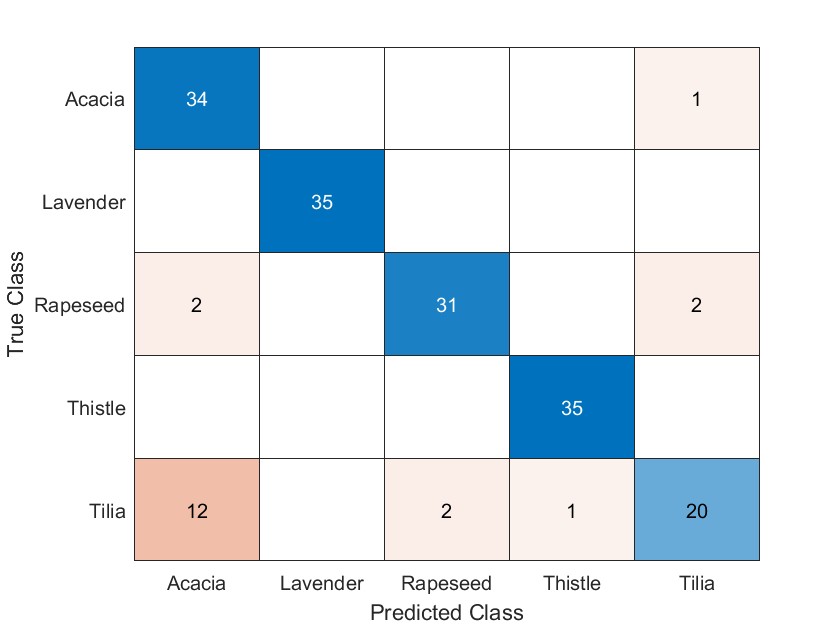 True Class
Acacia 34 1
Lavender 35
Rapeseed 2 31 2
Thistle 35
Tilia 12 2 1 20
Acacia Lavender Rapeseed Thistle Tilia
Predicted Class